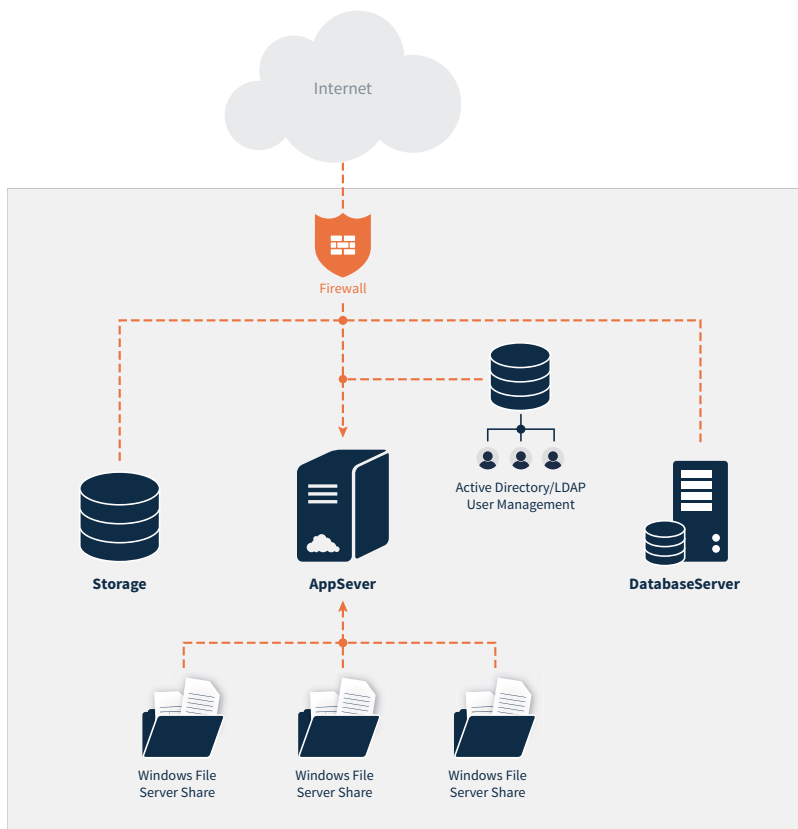 Internet
Firewall
Active Directory/LDAP
User Management
Storage
AppSever
DatabaseServer
Windows File
Server Share
Windows File
Server Share
Windows File
Server Share